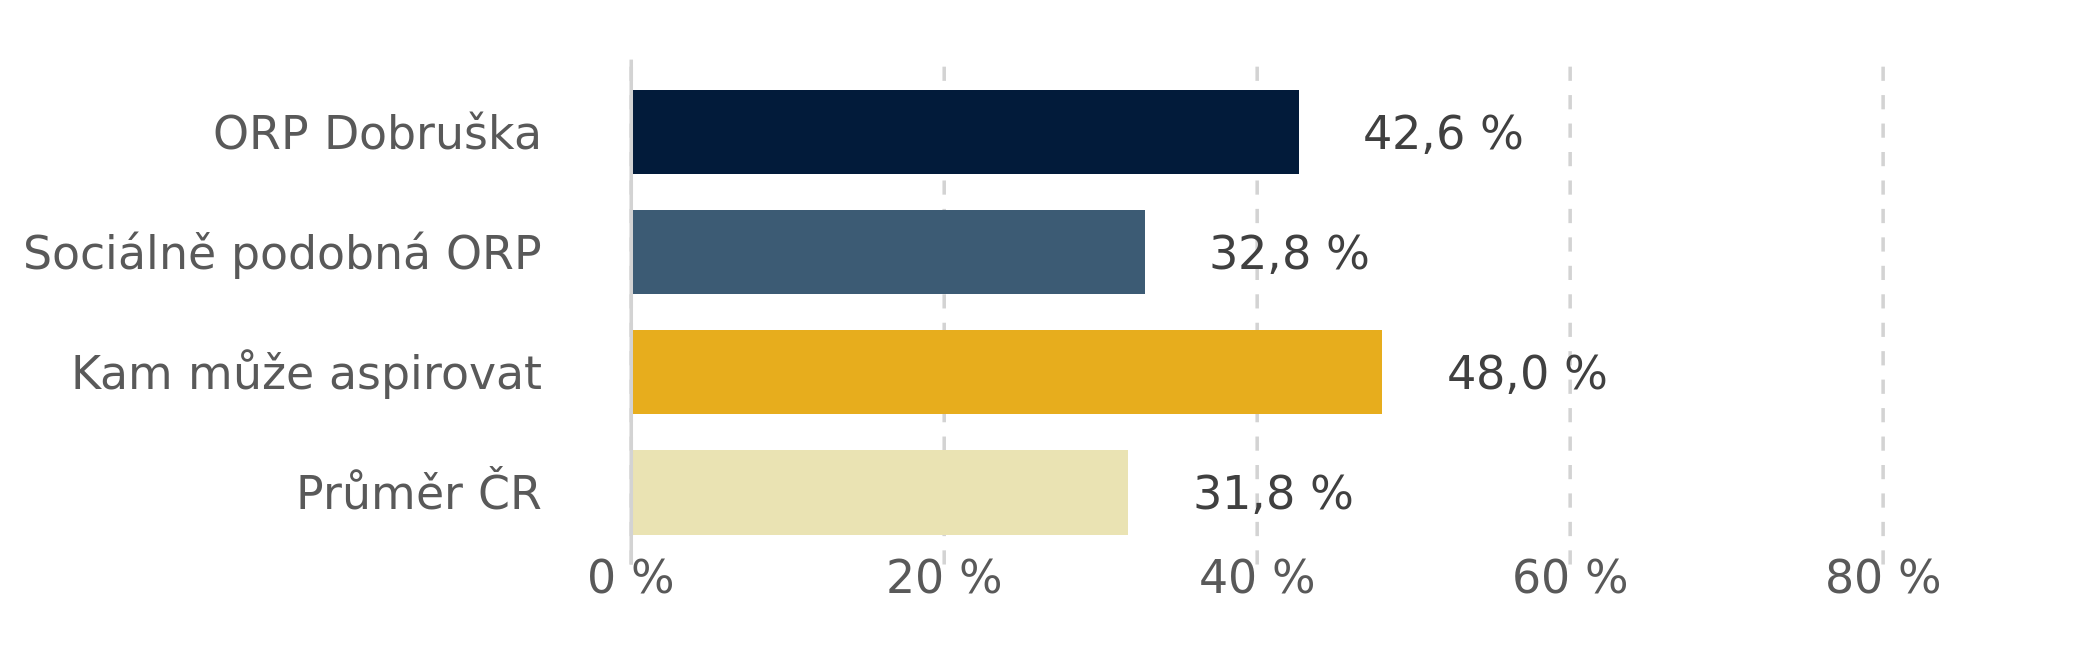 ORP Dobruška 42,6 %
Sociálně podobná ORP 32,8 %
Kam může aspirovat 48,0 %
Průměr ČR 31,8 %
0 % 20 % 40 % 60 % 80 %